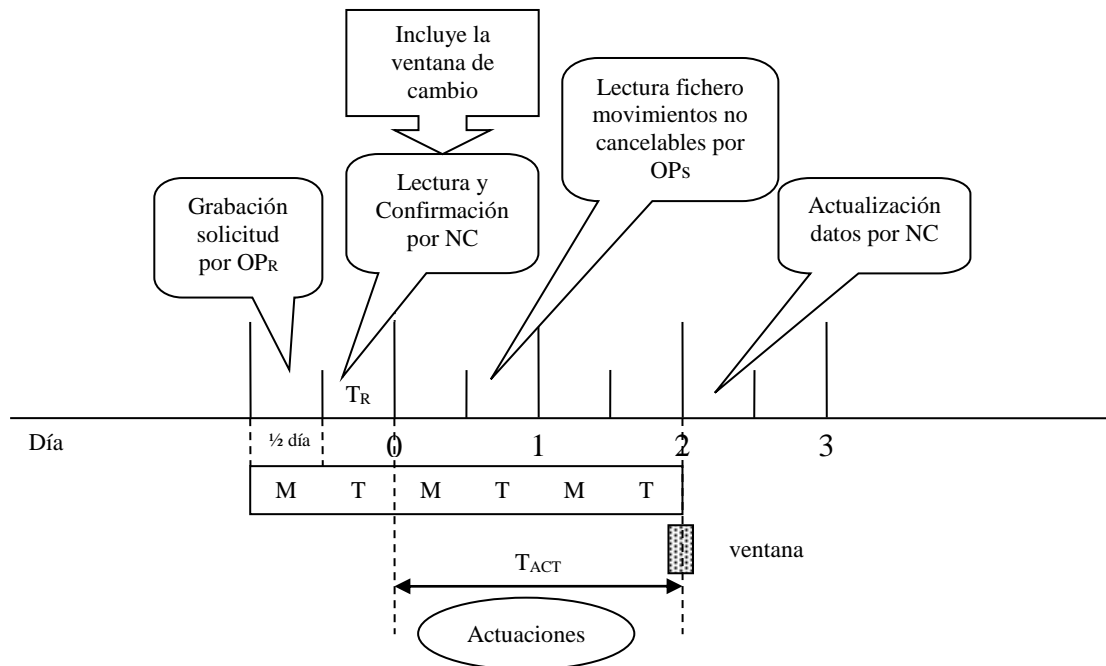 Incluye la
ventana de
cambio
Lectura fichero
movimientos no
cancelables por
OPs
Lectura y
Confirmación
por NC
Grabación
solicitud
por OPR
Actualización
datos por NC
TR
Día
½ día
0
1
2
3
M T M T M T
ventana
TACT
Actuaciones